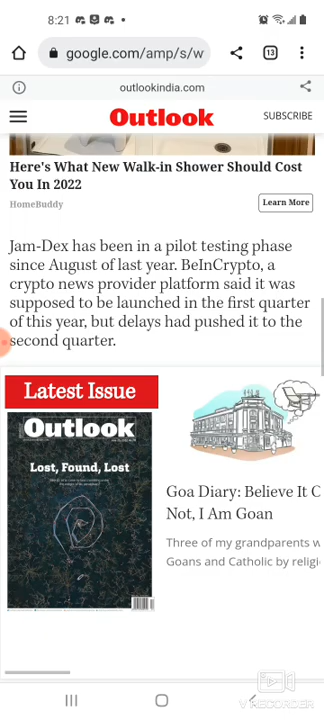 8:21
google.com/amp/s/w
13
outlookindia.com
Outlook
SUBSCRIBE
Here's What New Walk-in Shower Should Cost
You In 2022
HomeBuddy
Learn More
Jam-Dex has been in a pilot testing phase
since August of last year. BeInCrypto, a
crypto news provider platform said it was
supposed to be launched in the first quarter
of this year, but delays had pushed it to the
second quarter.
Latest Issue
Outlook
Lost, Found, Lost
Goa Diary: Believe It O
Not, I Am Goan
Three of my grandparents w
Goans and Catholic by religi
V RECORDER